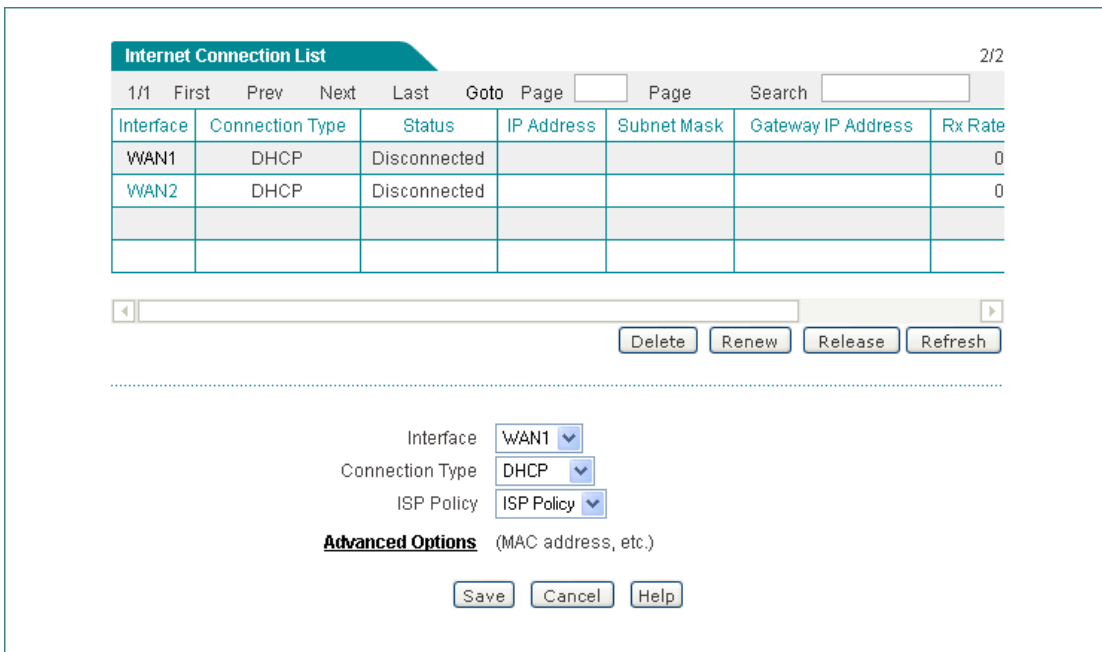 Internet Connection List 2/2
1/1 First Prev Next Last Goto Page Page Search
Interface Connection Type Status IP Address Subnet Mask Gateway IP Address Rx Rate
WAN1 DHCP Disconnected 0
WAN2 DHCP Disconnected 0
Delete Renew Release Refresh
Interface WAN1
Connection Type DHCP
ISP Policy ISP Policy
Advanced Options (MAC address, etc.)
Save Cancel Help